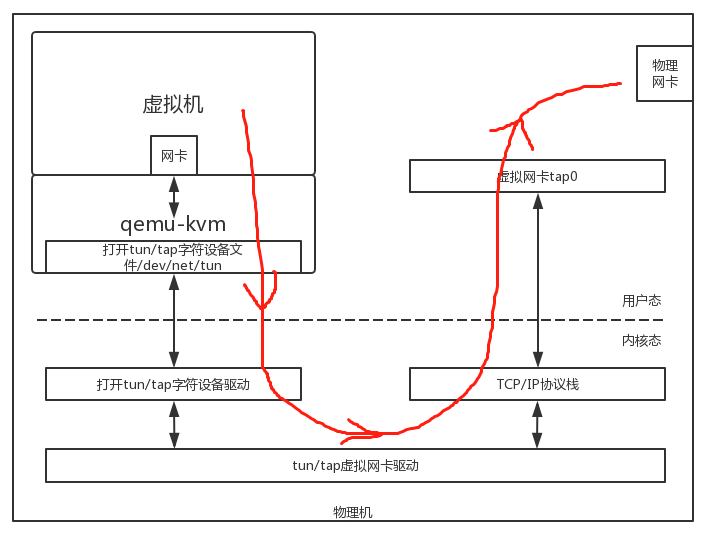 虚拟机
网卡
qemu-kvm
打开tun/tap字符设备文
件/dev/net/tun
物理
网卡
虚拟网卡tap0
用户态
内核态
打开tun/tap字符设备驱动
TCP/IP协议栈
tun/tap虚拟网卡驱动
物理机